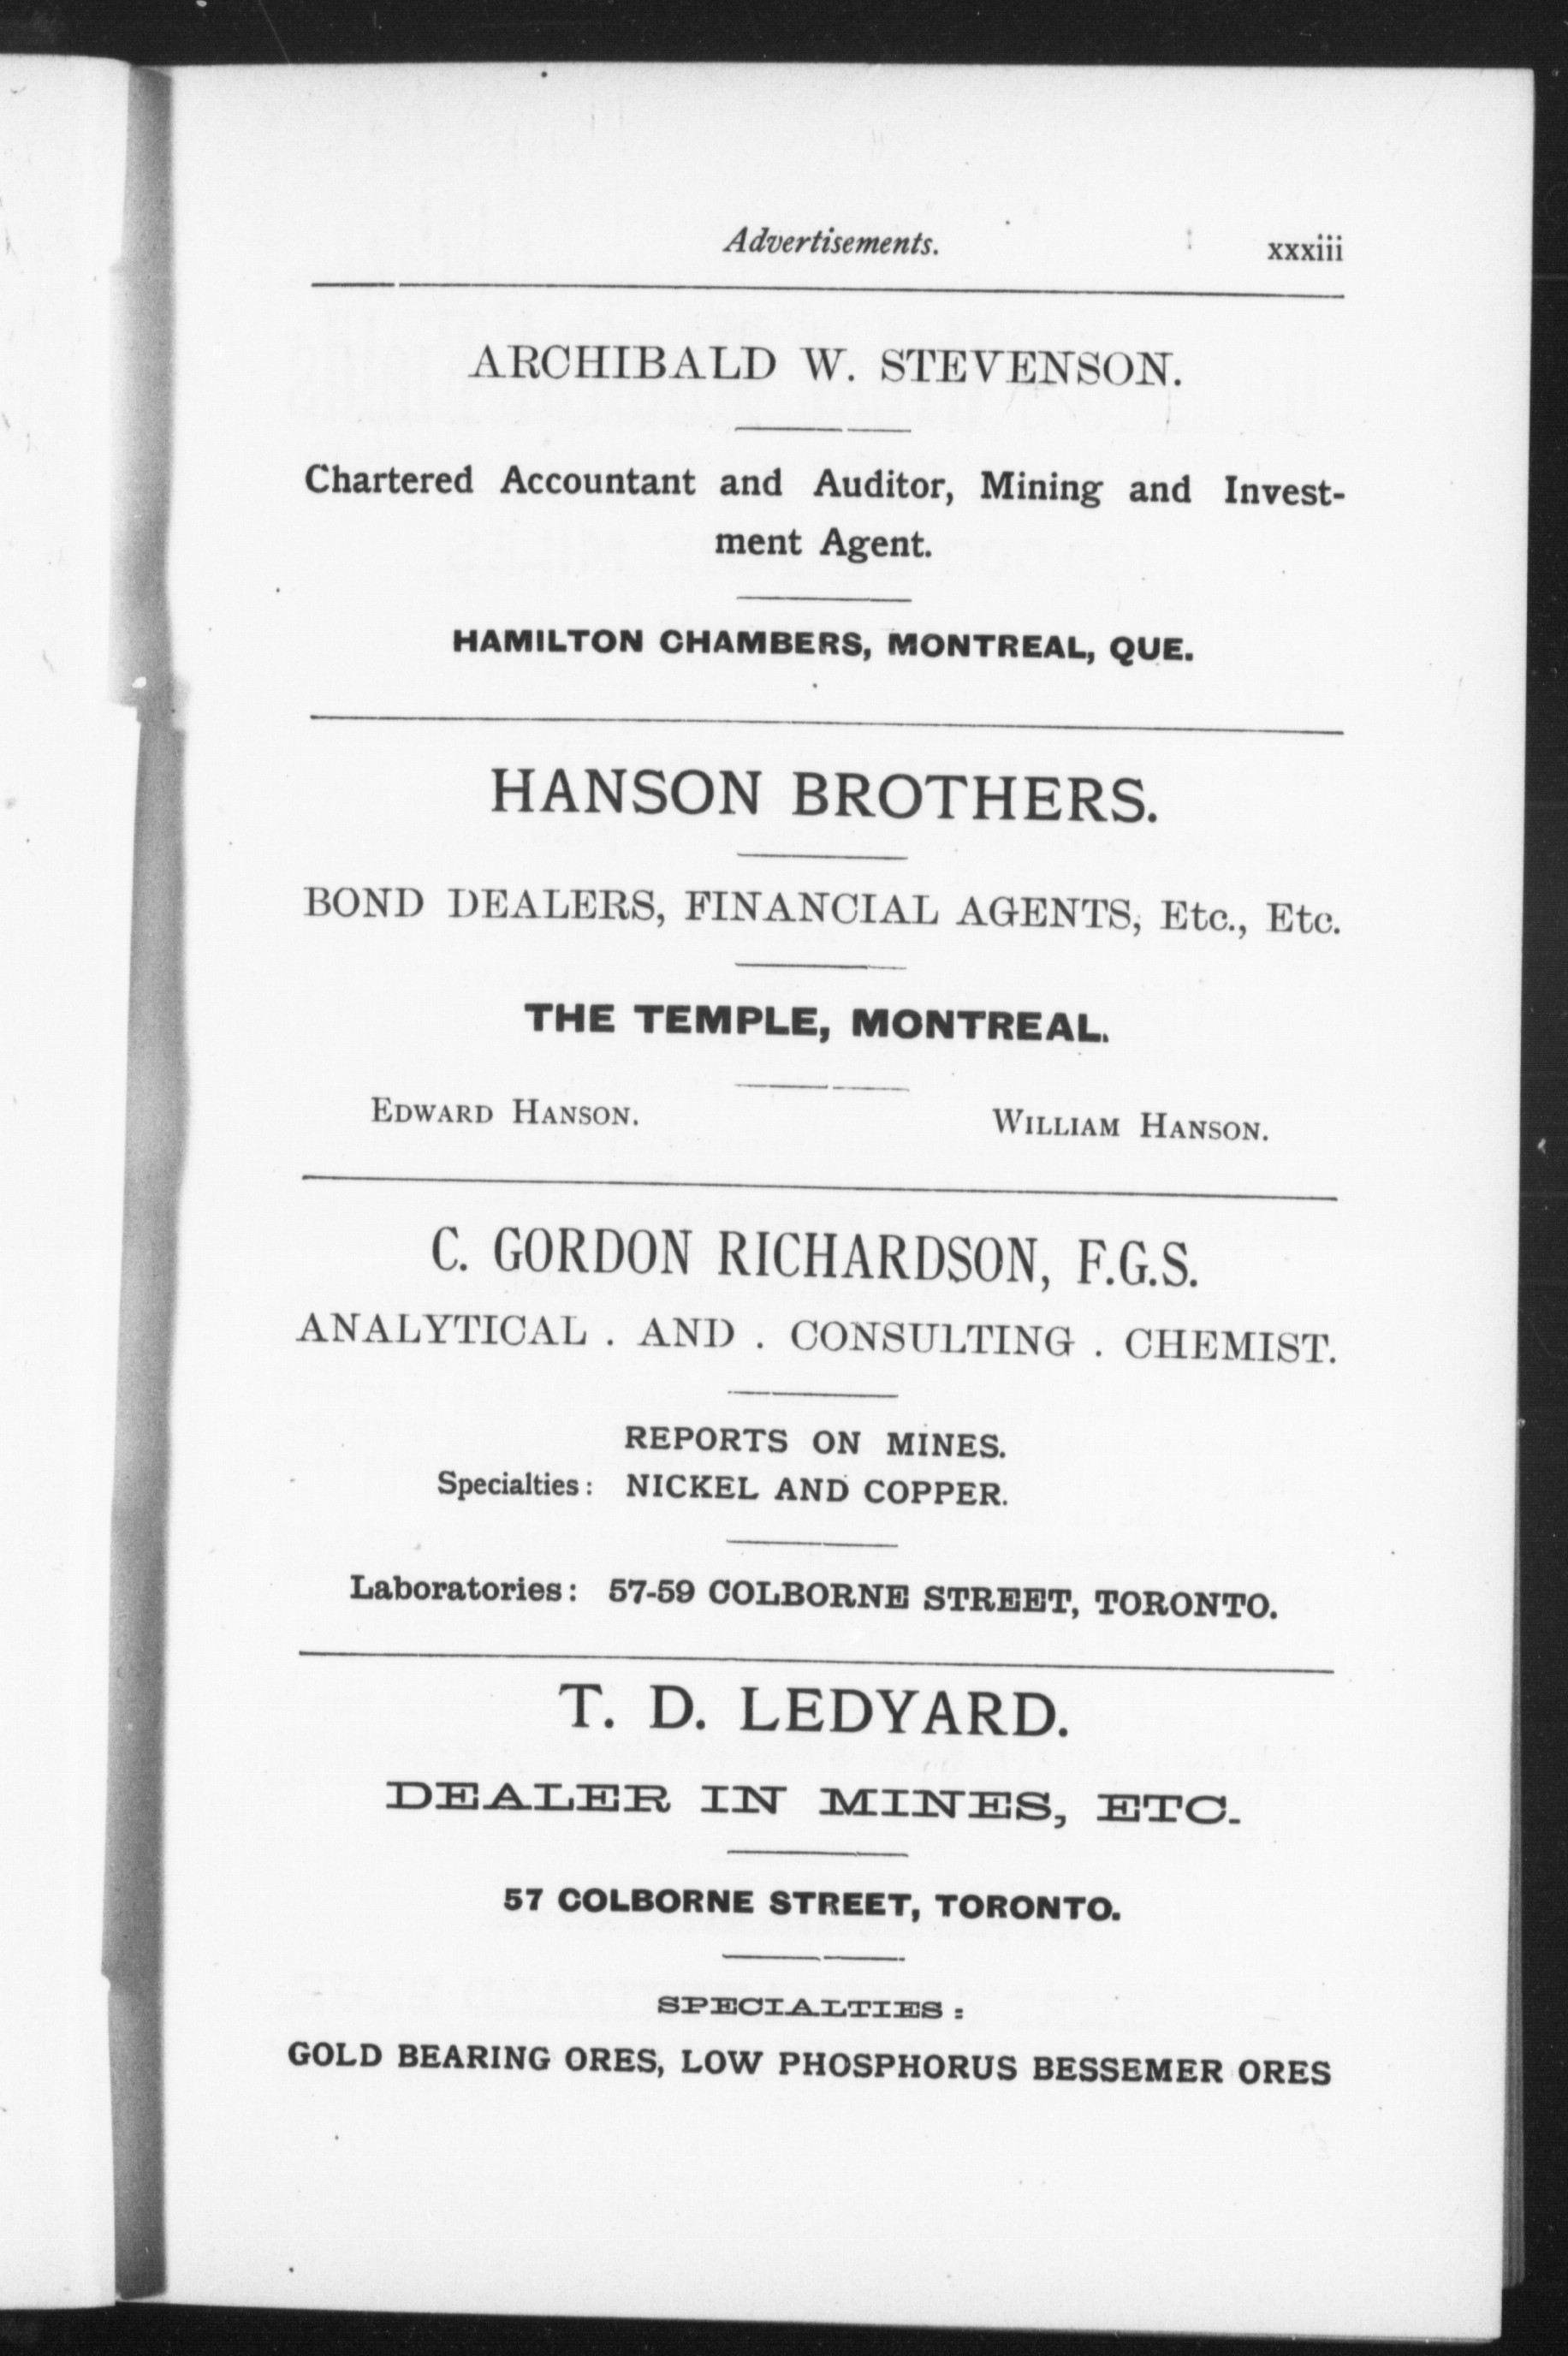 Advertisements. xxxiii
ARCHIBALD W. STEVENSON.
Chartered Accountant and Auditor, Mining and Invest-
ment Agent.
HAMILTON CHAMBERS, MONTREAL, QUE.
HANSON BROTHERS.
BOND DEALERS, FINANCIAL AGENTS, Etc., Etc.
THE TEMPLE, MONTREAL.
EDWARD HANSON. WILLIAM HANSON.
C. GORDON RICHARDSON, F.G.S.
ANALYTICAL . AND . CONSULTING . CHEMIST.
REPORTS ON MINES.
Specialties: NICKEL AND COPPER.
Laboratories: 57-59 COLBORNE STREET, TORONTO.
T. D. LEDYARD.
DEALER IN MINES, ETC.
57 COLBORNE STREET, TORONTO.
SPECIALTIES:
GOLD BEARING ORES, LOW PHOSPHORUS BESSEMER ORES